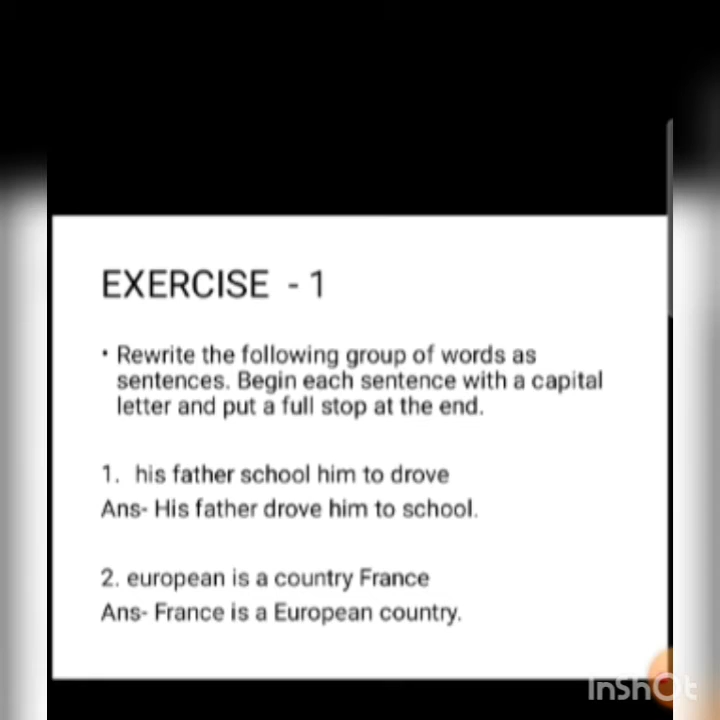 EXERCISE - 1
• Rewrite the following group of words as
sentences. Begin each sentence with a capital
letter and put a full stop at the end.
1. his father school him to drove
Ans- His father drove him to school.
2. european is a country France
Ans- France is a European country.
InShOt